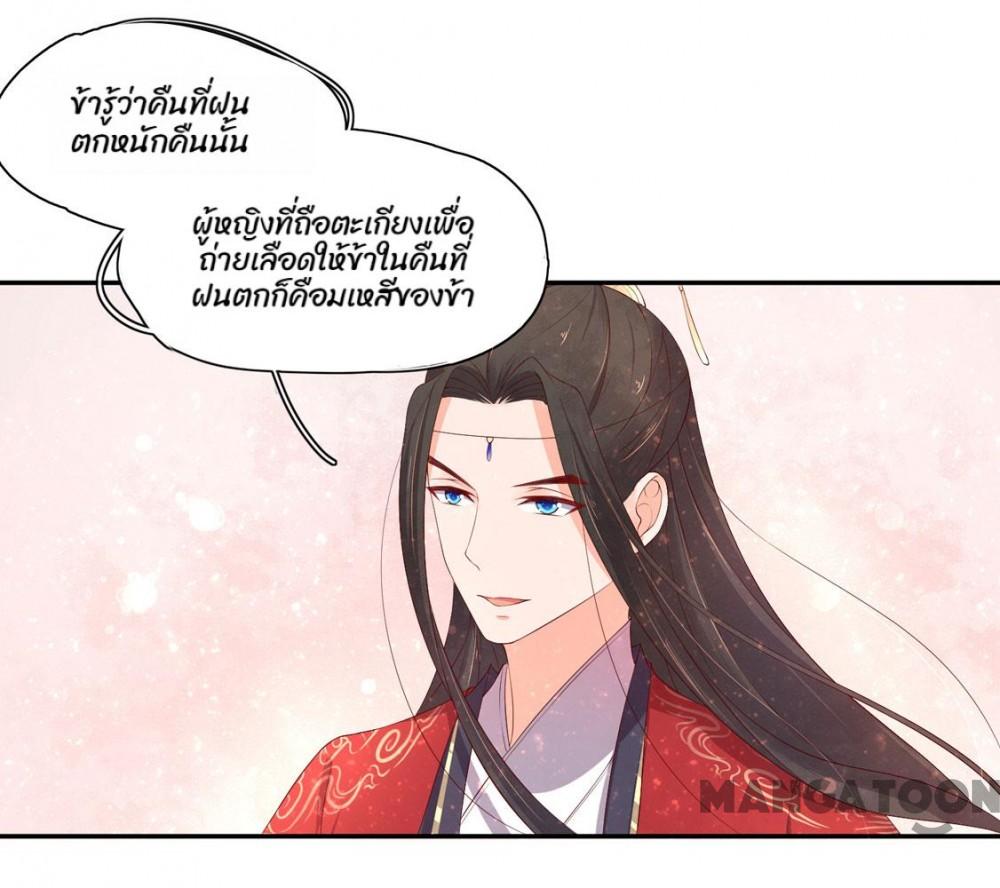 ข้ารู้ว่าคืนที่ฝน
ตกหนักคืนนั้น
ผู้หญิงที่ถือตะเกียงเพื่อ
ถ่ายเลือดให้ข้าในคืนที่
ฝนตกก็คือมเหสีของข้า
MANGATOON